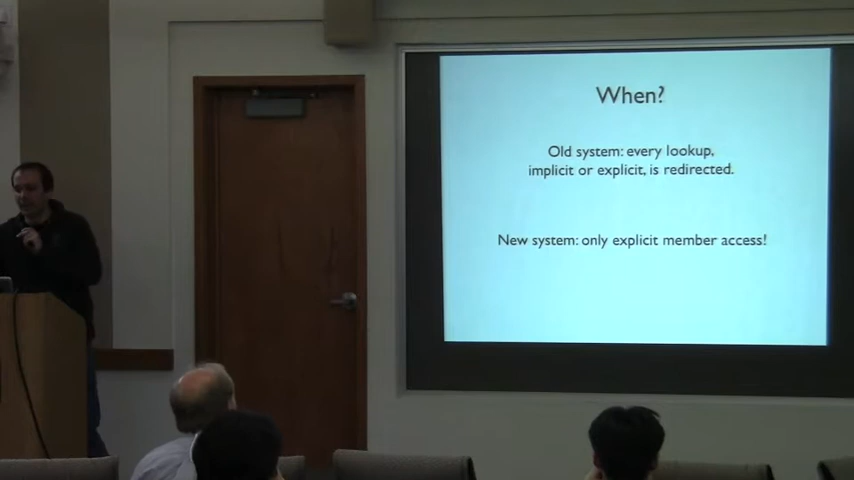 When?
Old system: every lookup,
implicit or explicit, is redirected.
New system: only explicit member access!